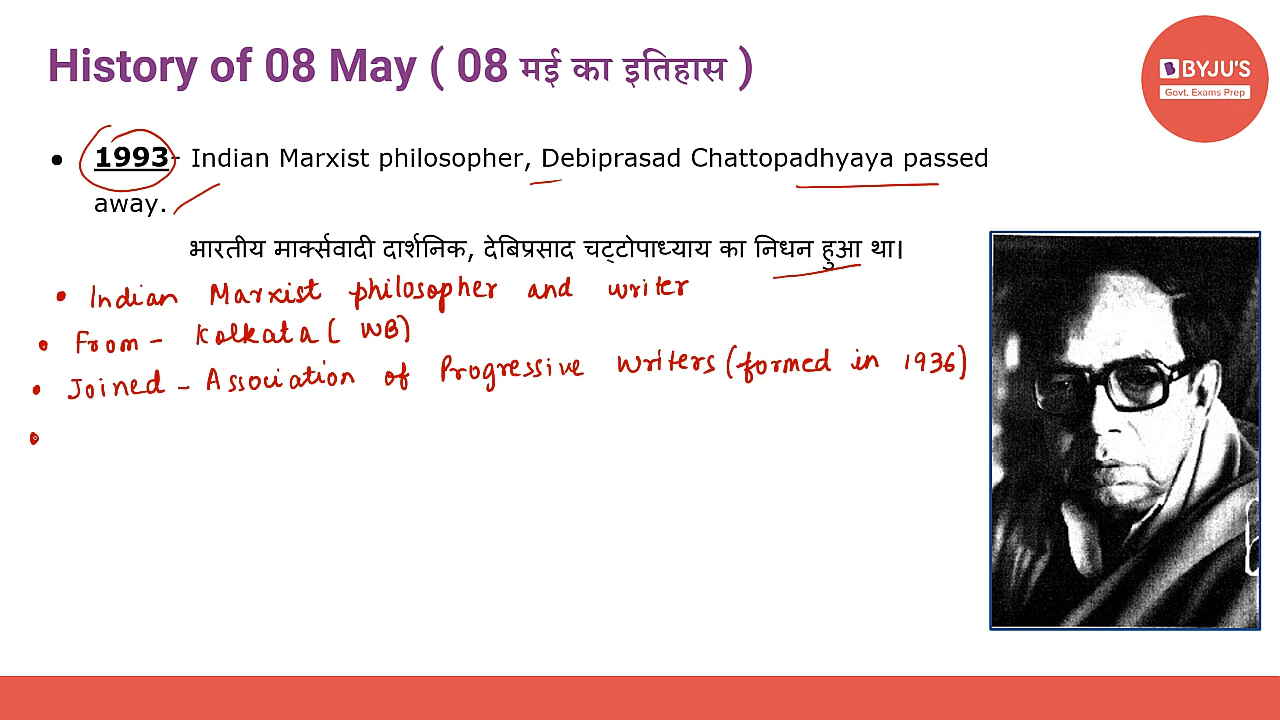 History of 08 May ( 08 मई का इतिहास )
BYJU'S
Govt. Exams Prep
• 1993- Indian Marxist philosopher, Debiprasad Chattopadhyaya passed
away.
भारतीय मार्क्सवादी दार्शनिक, देबिप्रसाद चट्टोपाध्याय का निधन हुआ था।
• Indian Marxist philosopher and writer
• From - Kolkata ( WB)
• Joined - Association of Progressive Writers (formed in 1936)
•